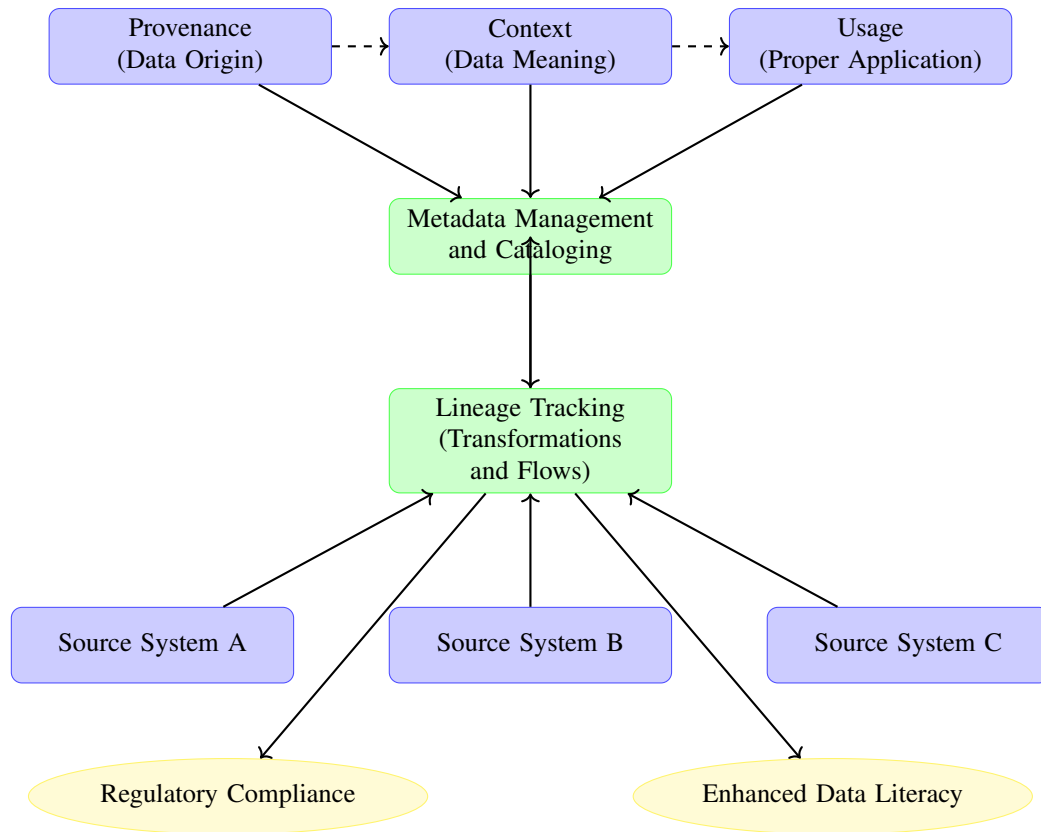 Provenance
(Data Origin)
Context
(Data Meaning)
Usage
(Proper Application)
Metadata Management
and Cataloging
Lineage Tracking
(Transformations
and Flows)
Source System A
Source System B
Source System C
Regulatory Compliance
Enhanced Data Literacy